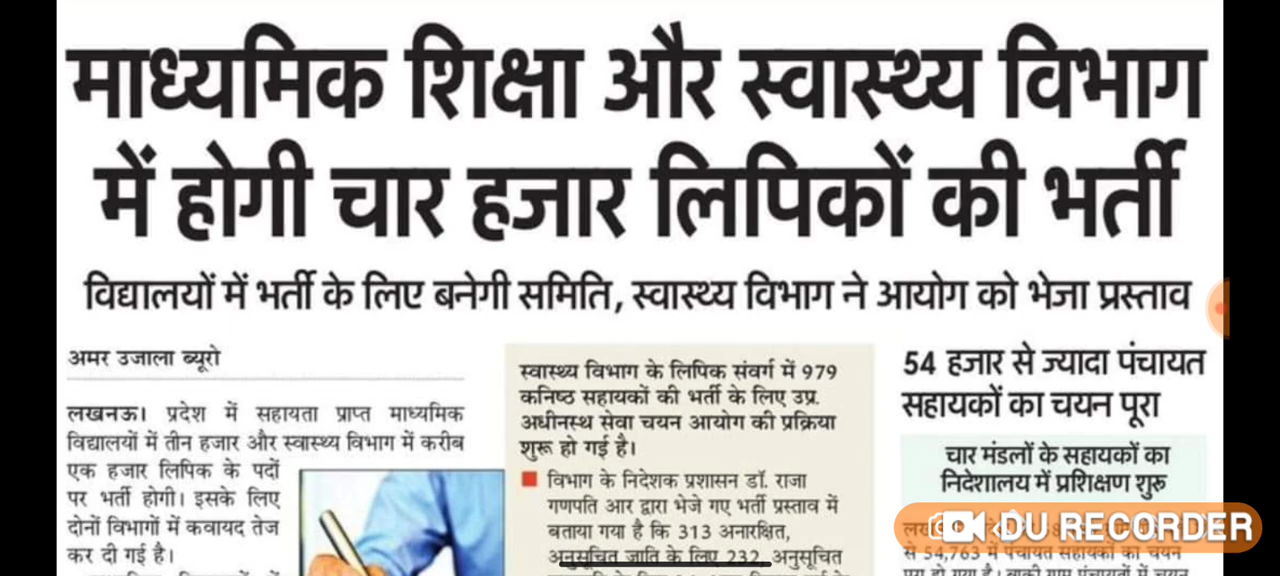 माध्यमिक शिक्षा और स्वास्थ्य विभाग
में होगी चार हजार लिपिकों की भर्ती
विद्यालयों में भर्ती के लिए बनेगी समिति, स्वास्थ्य विभाग ने आयोग को भेजा प्रस्ताव
अमर उजाला ब्यूरो
लखनऊ। प्रदेश में सहायता प्राप्त माध्यमिक
विद्यालयों में तीन हजार और स्वास्थ्य विभाग में करीब
एक हजार लिपिक के पदों
पर भर्ती होगी। इसके लिए
दोनों विभागों में कवायद तेज
कर दी गई है।
स्वास्थ्य विभाग के लिपिक संवर्ग में 979
कनिष्ठ सहायकों की भर्ती के लिए उप्र.
अधीनस्थ सेवा चयन आयोग की प्रक्रिया
शुरू हो गई है।
विभाग के निदेशक प्रशासन डॉ. राजा
गणपति आर द्वारा भेजे गए भर्ती प्रस्ताव में
बताया गया है कि 313 अनारक्षित,
अनुसूचित जाति के लिए 232, अनुसूचित
54 हजार से ज्यादा पंचायत
सहायकों का चयन पूरा
चार मंडलों के सहायकों का
निदेशालय में प्रशिक्षण शुरू
से 54,763 में पंचायत सहायकों का चयन
DU RECORDER